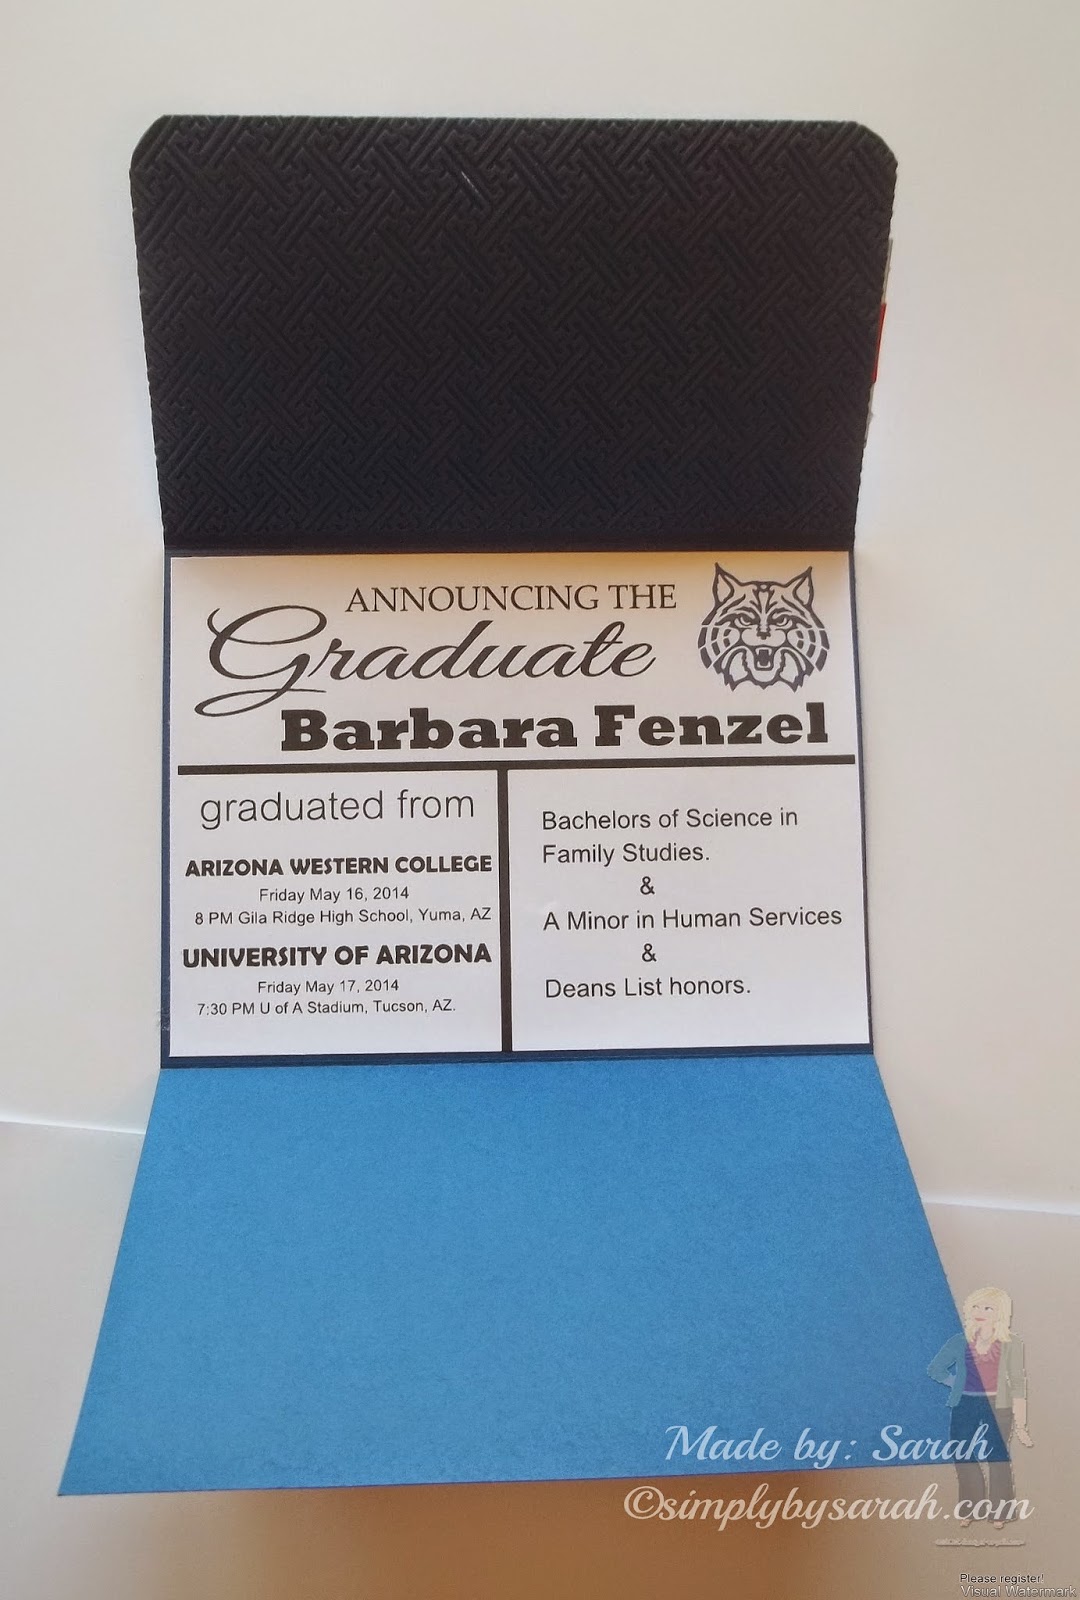 ANNOUNCING THE
Graduate
Barbara Fenzel
graduated from
ARIZONA WESTERN COLLEGE
Friday May 16, 2014
8 PM Gila Ridge High School, Yuma, AZ
UNIVERSITY OF ARIZONA
Friday May 17, 2014
7:30 PM U of A Stadium, Tucson, AZ.
Bachelors of Science in
Family Studies.
&
A Minor in Human Services
&
Deans List honors.
Made by: Sarah
©simplybysarah.com
Please register!
Visual Watermark